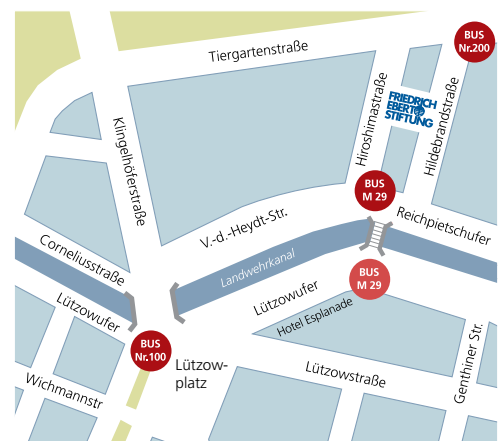 BUS
Nr.200
Tiergartenstraße
FRIEDRICH
EBERT
STIFTUNG
Hiroshimastraße
Hildebrandstraße
Klingelhöferstraße
BUS
M 29
Reichpietschufer
V.-d.-Heydt-Str.
Corneliusstraße
Landwehrkanal
BUS
M 29
Lützowufer
Lützowufer
Hotel Esplanade
BUS
Nr.100
Lützow-
platz
Lützowstraße
Genthiner Str.
Wichmannstr